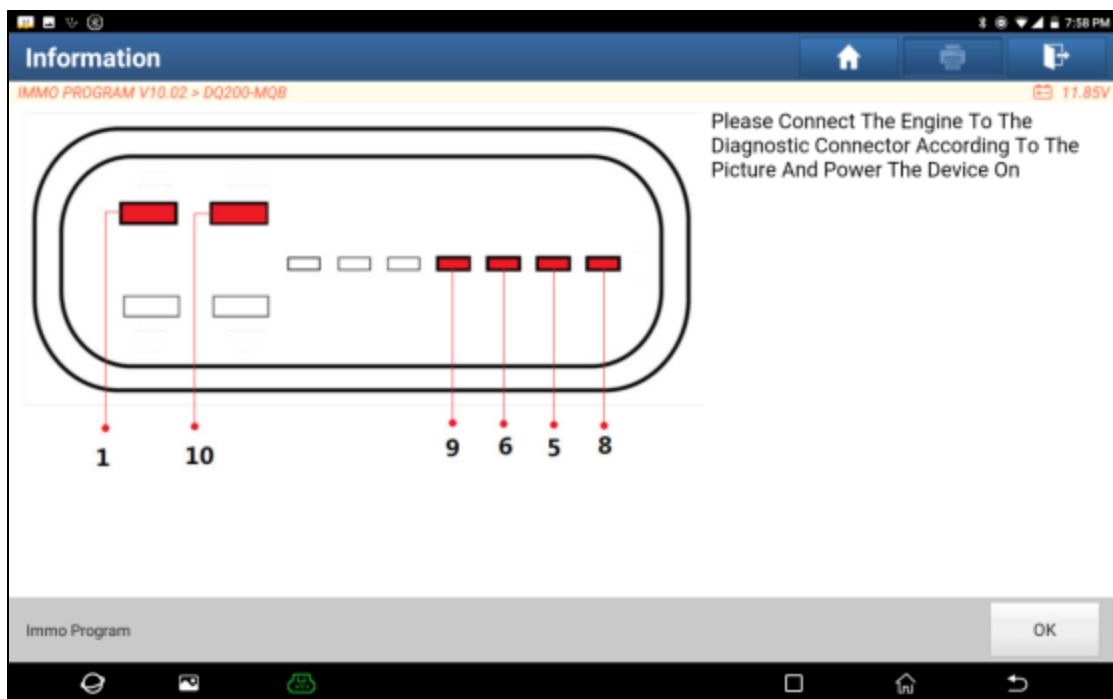 7:58 PM
Information
IMMO PROGRAM V10.02 > DQ200-MQB
11.85V
Please Connect The Engine To The
Diagnostic Connector According To The
Picture And Power The Device On
1
10
9
6
5
8
Immo Program
OK